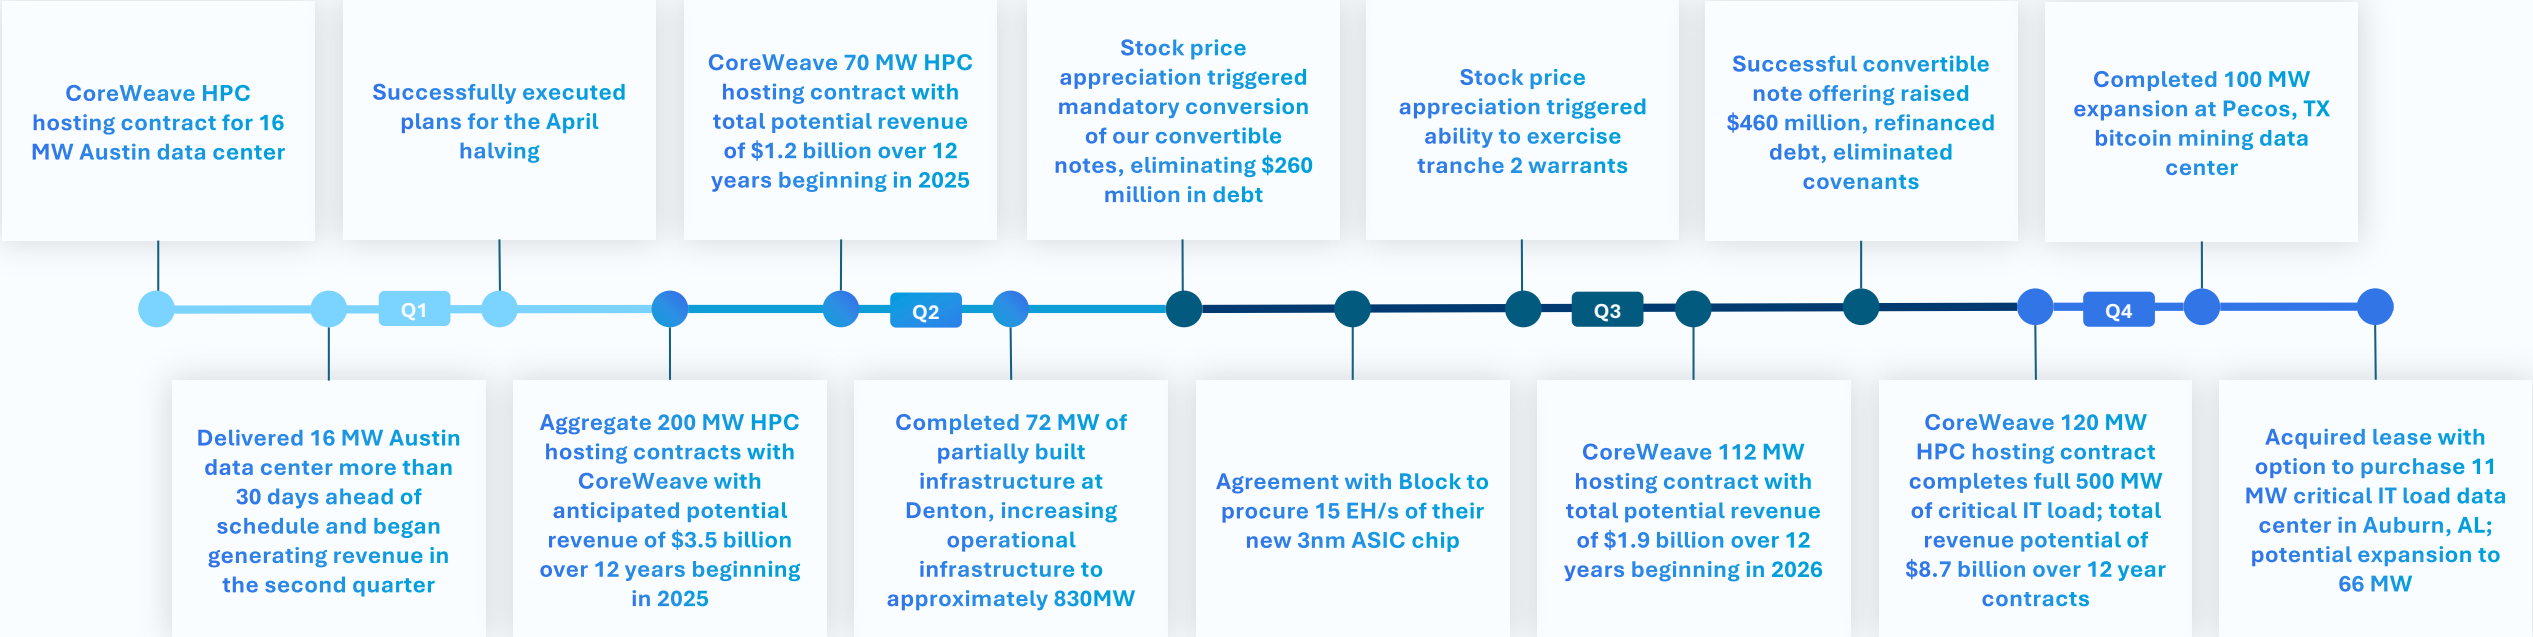 CoreWeave HPC
hosting contract for 16
MW Austin data center
Successfully executed
plans for the April
halving
CoreWeave 70 MW HPC
hosting contract with
total potential revenue
of $1.2 billion over 12
years beginning in 2025
Stock price
appreciation triggered
mandatory conversion
of our convertible
notes, eliminating $260
million in debt
Stock price
appreciation triggered
ability to exercise
tranche 2 warrants
Successful convertible
note offering raised
$460 million, refinanced
debt, eliminated
covenants
Completed 100 MW
expansion at Pecos, TX
bitcoin mining data
center
Q1
Q2
Q3
Q4
Delivered 16 MW Austin
data center more than
30 days ahead of
schedule and began
generating revenue in
the second quarter
Aggregate 200 MW HPC
hosting contracts with
CoreWeave with
anticipated potential
revenue of $3.5 billion
over 12 years beginning
in 2025
Completed 72 MW of
partially built
infrastructure at
Denton, increasing
operational
infrastructure to
approximately 830MW
Agreement with Block to
procure 15 EH/s of their
new 3nm ASIC chip
CoreWeave 112 MW
hosting contract with
total potential revenue
of $1.9 billion over 12
years beginning in 2026
CoreWeave 120 MW
HPC hosting contract
completes full 500 MW
of critical IT load; total
revenue potential of
$8.7 billion over 12 year
contracts
Acquired lease with
option to purchase 11
MW critical IT load data
center in Auburn, AL;
potential expansion to
66 MW